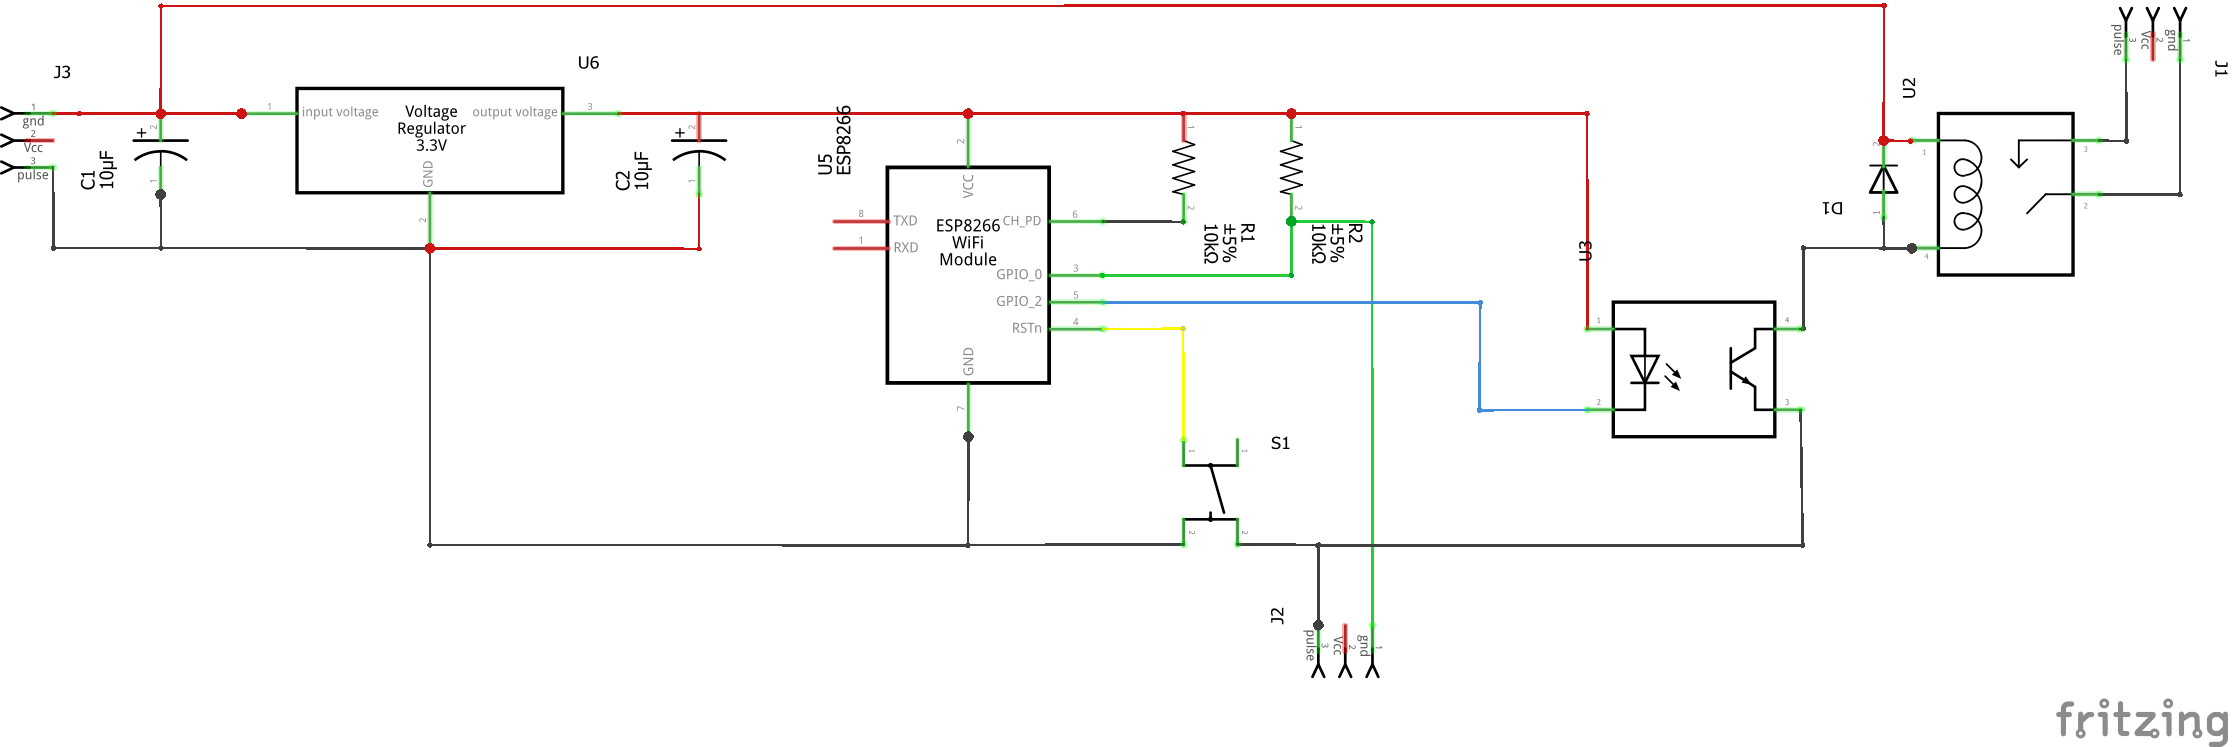 J3
1
gnd
2
Vcc
3
pulse
C1
10µF
+
2
1
U6
1
input voltage
Voltage
Regulator
3.3V
output voltage
3
GND
2
C2
10µF
+
2
1
U5
ESP8266
2
VCC
8
TXD
1
RXD
ESP8266
WiFi
Module
CH_PD
6
GPIO_0
3
GPIO_2
5
RSTn
4
GND
7
1
2
R1
±5%
10kΩ
1
2
R2
±5%
10kΩ
S1
1
1
2
2
J2
pulse
3
Vcc
2
gnd
1
U3
1
2
4
3
D1
2
1
U2
1
4
3
2
pulse
3
Vcc
2
gnd
1
J1
fritzing